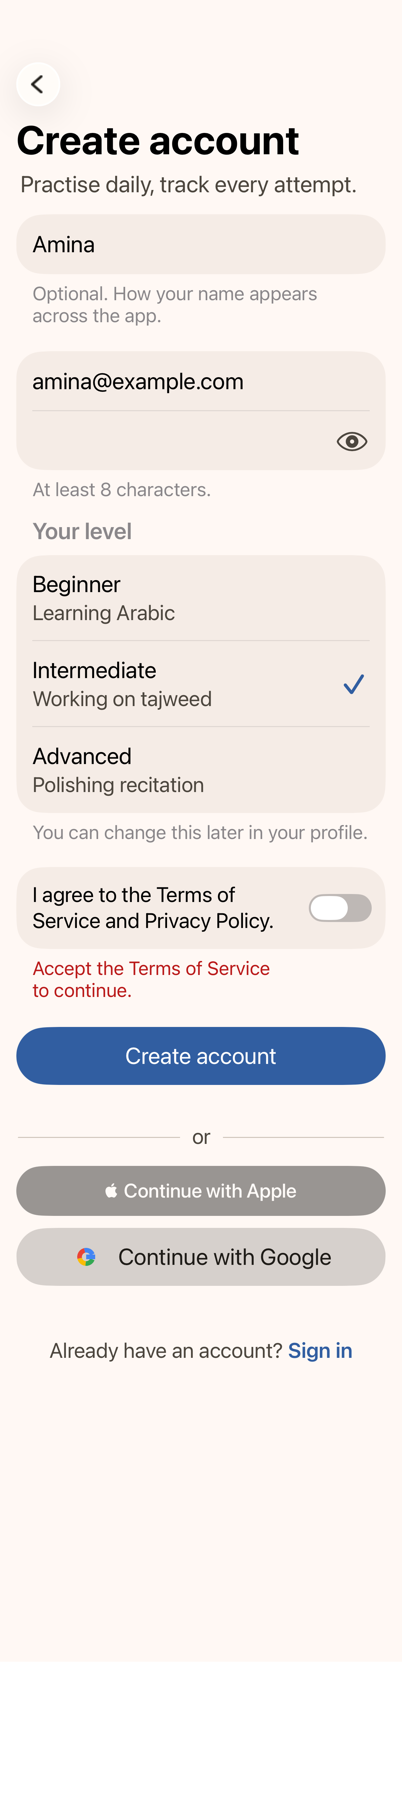 Create account
Practise daily, track every attempt.
Amina
Optional. How your name appears
across the app.
amina@example.com
At least 8 characters.
Your level
Beginner
Learning Arabic
Intermediate
Working on tajweed
Advanced
Polishing recitation
You can change this later in your profile.
I agree to the Terms of
Service and Privacy Policy.
Accept the Terms of Service
to continue.
Create account
or
Continue with Apple
Continue with Google
Already have an account? Sign in